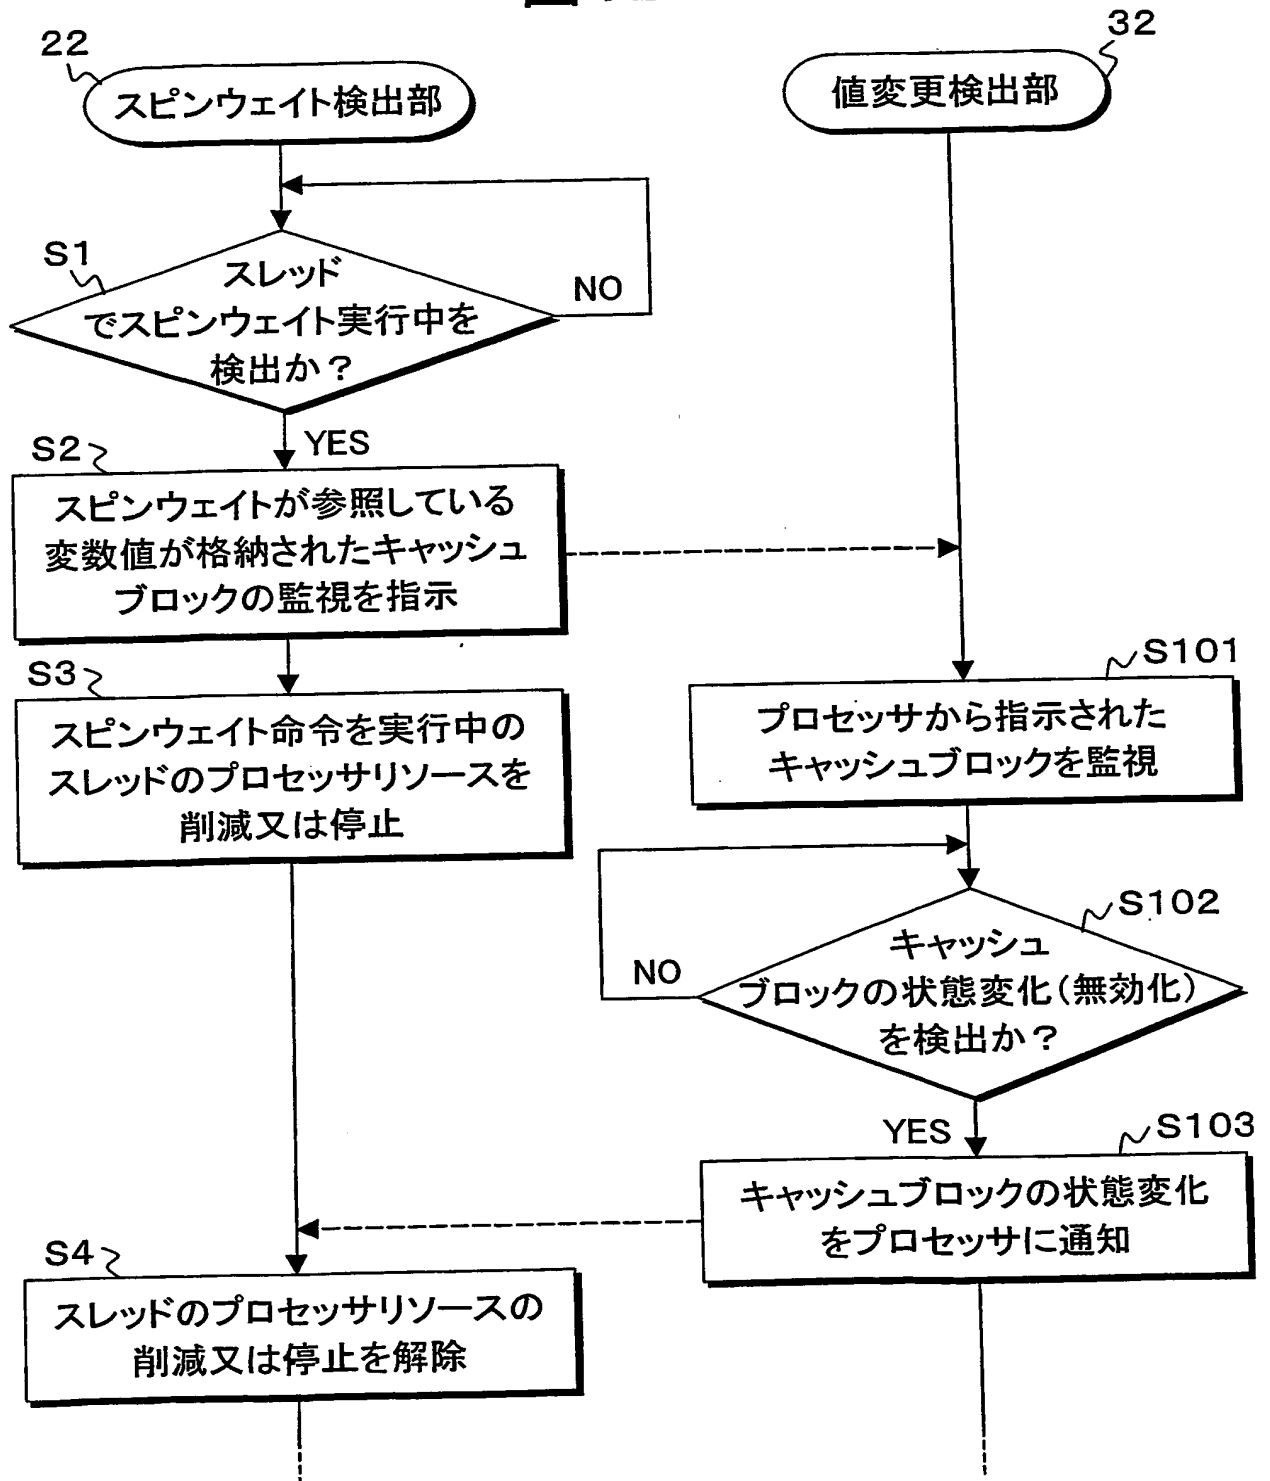 22
スピンウェイト検出部
S1
スレッド
でスピンウェイト実行中を
検出か？
NO
YES
S2
スピンウェイトが参照している
変数値が格納されたキャッシュ
ブロックの監視を指示
S3
スピンウェイト命令を実行中の
スレッドのプロセッサリソースを
削減又は停止
S4
スレッドのプロセッサリソースの
削減又は停止を解除
32
値変更検出部
S101
プロセッサから指示された
キャッシュブロックを監視
S102
キャッシュ
ブロックの状態変化（無効化）
を検出か？
NO
YES
S103
キャッシュブロックの状態変化
をプロセッサに通知